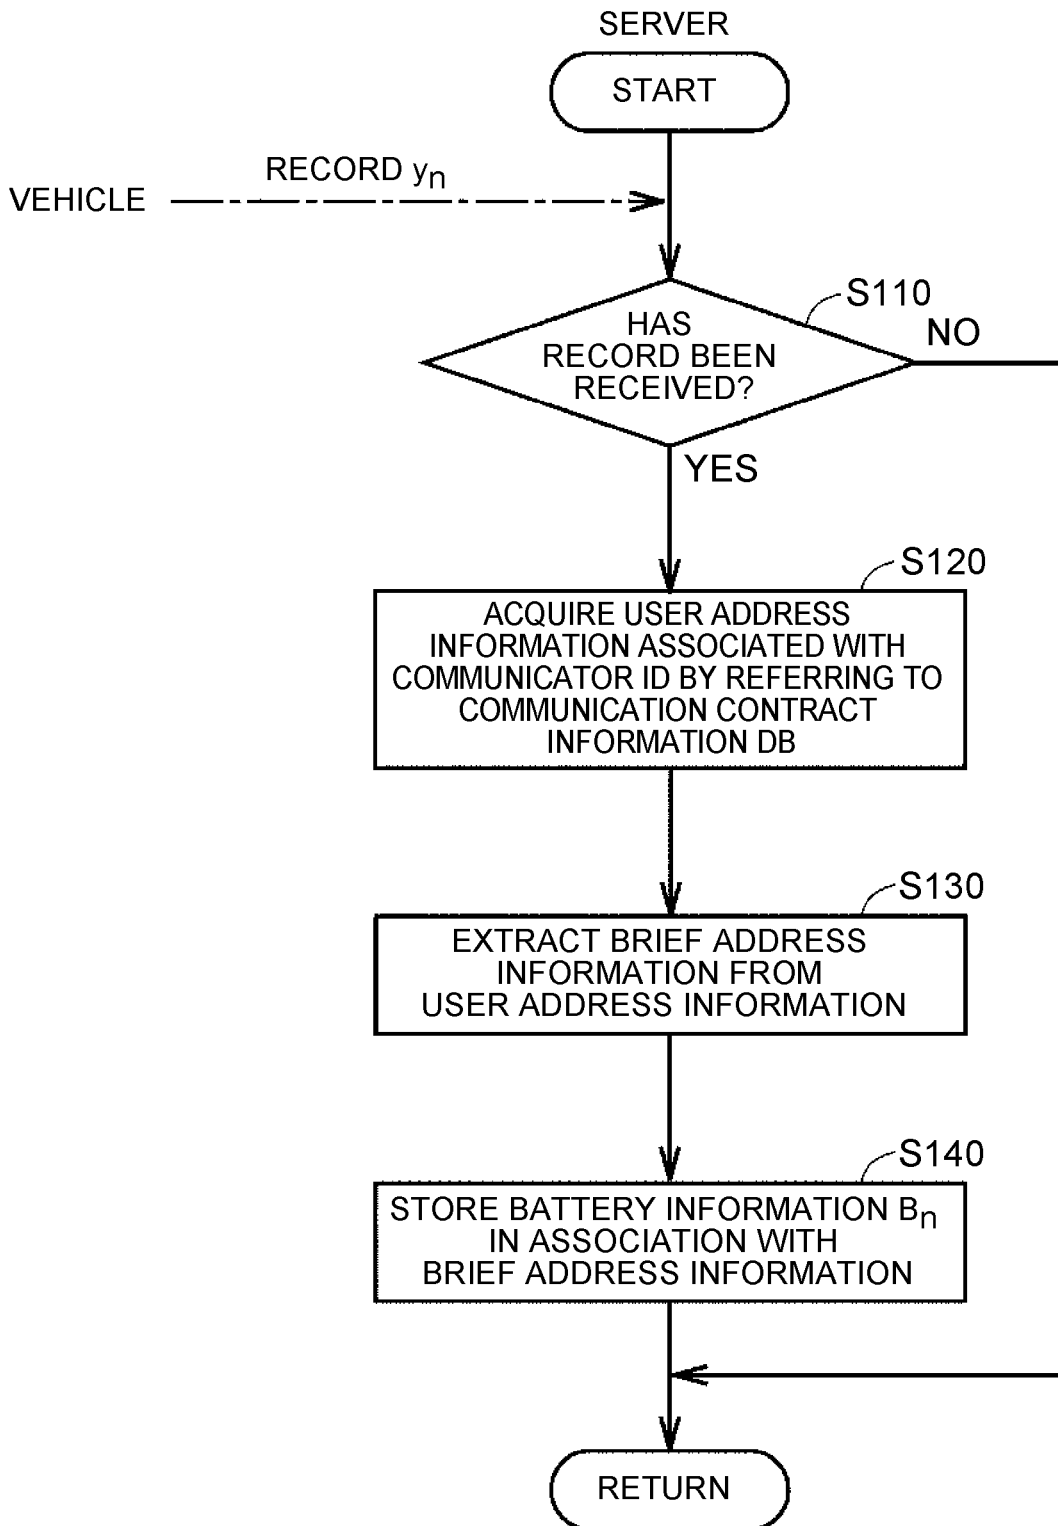 SERVER
START
RECORD yn
VEHICLE
S110
HAS
RECORD BEEN
RECEIVED?
NO
YES
S120
ACQUIRE USER ADDRESS
INFORMATION ASSOCIATED WITH
COMMUNICATOR ID BY REFERRING TO
COMMUNICATION CONTRACT
INFORMATION DB
S130
EXTRACT BRIEF ADDRESS
INFORMATION FROM
USER ADDRESS INFORMATION
S140
STORE BATTERY INFORMATION Bn
IN ASSOCIATION WITH
BRIEF ADDRESS INFORMATION
RETURN